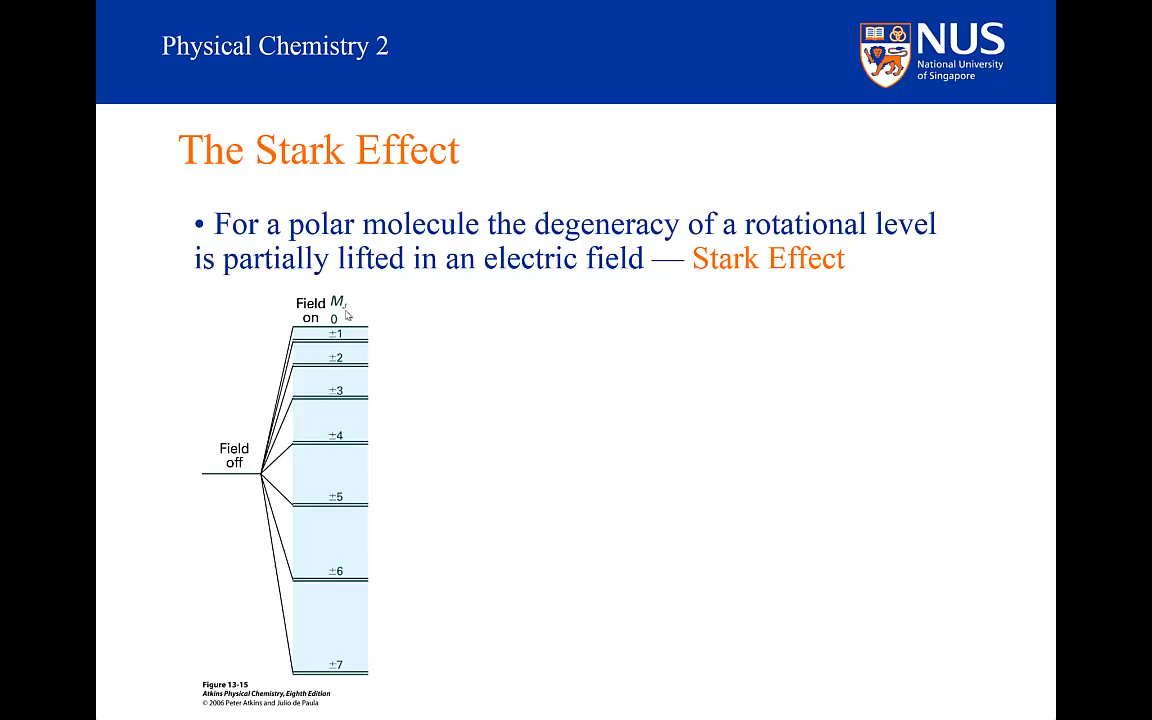 Physical Chemistry 2
NUS
National University
of Singapore
The Stark Effect
• For a polar molecule the degeneracy of a rotational level
is partially lifted in an electric field — Stark Effect
Field M_J
on 0
±1
±2
±3
±4
Field
off
±5
±6
±7
Figure 13-15
Atkins Physical Chemistry, Eighth Edition
© 2006 Peter Atkins and Julio de Paula